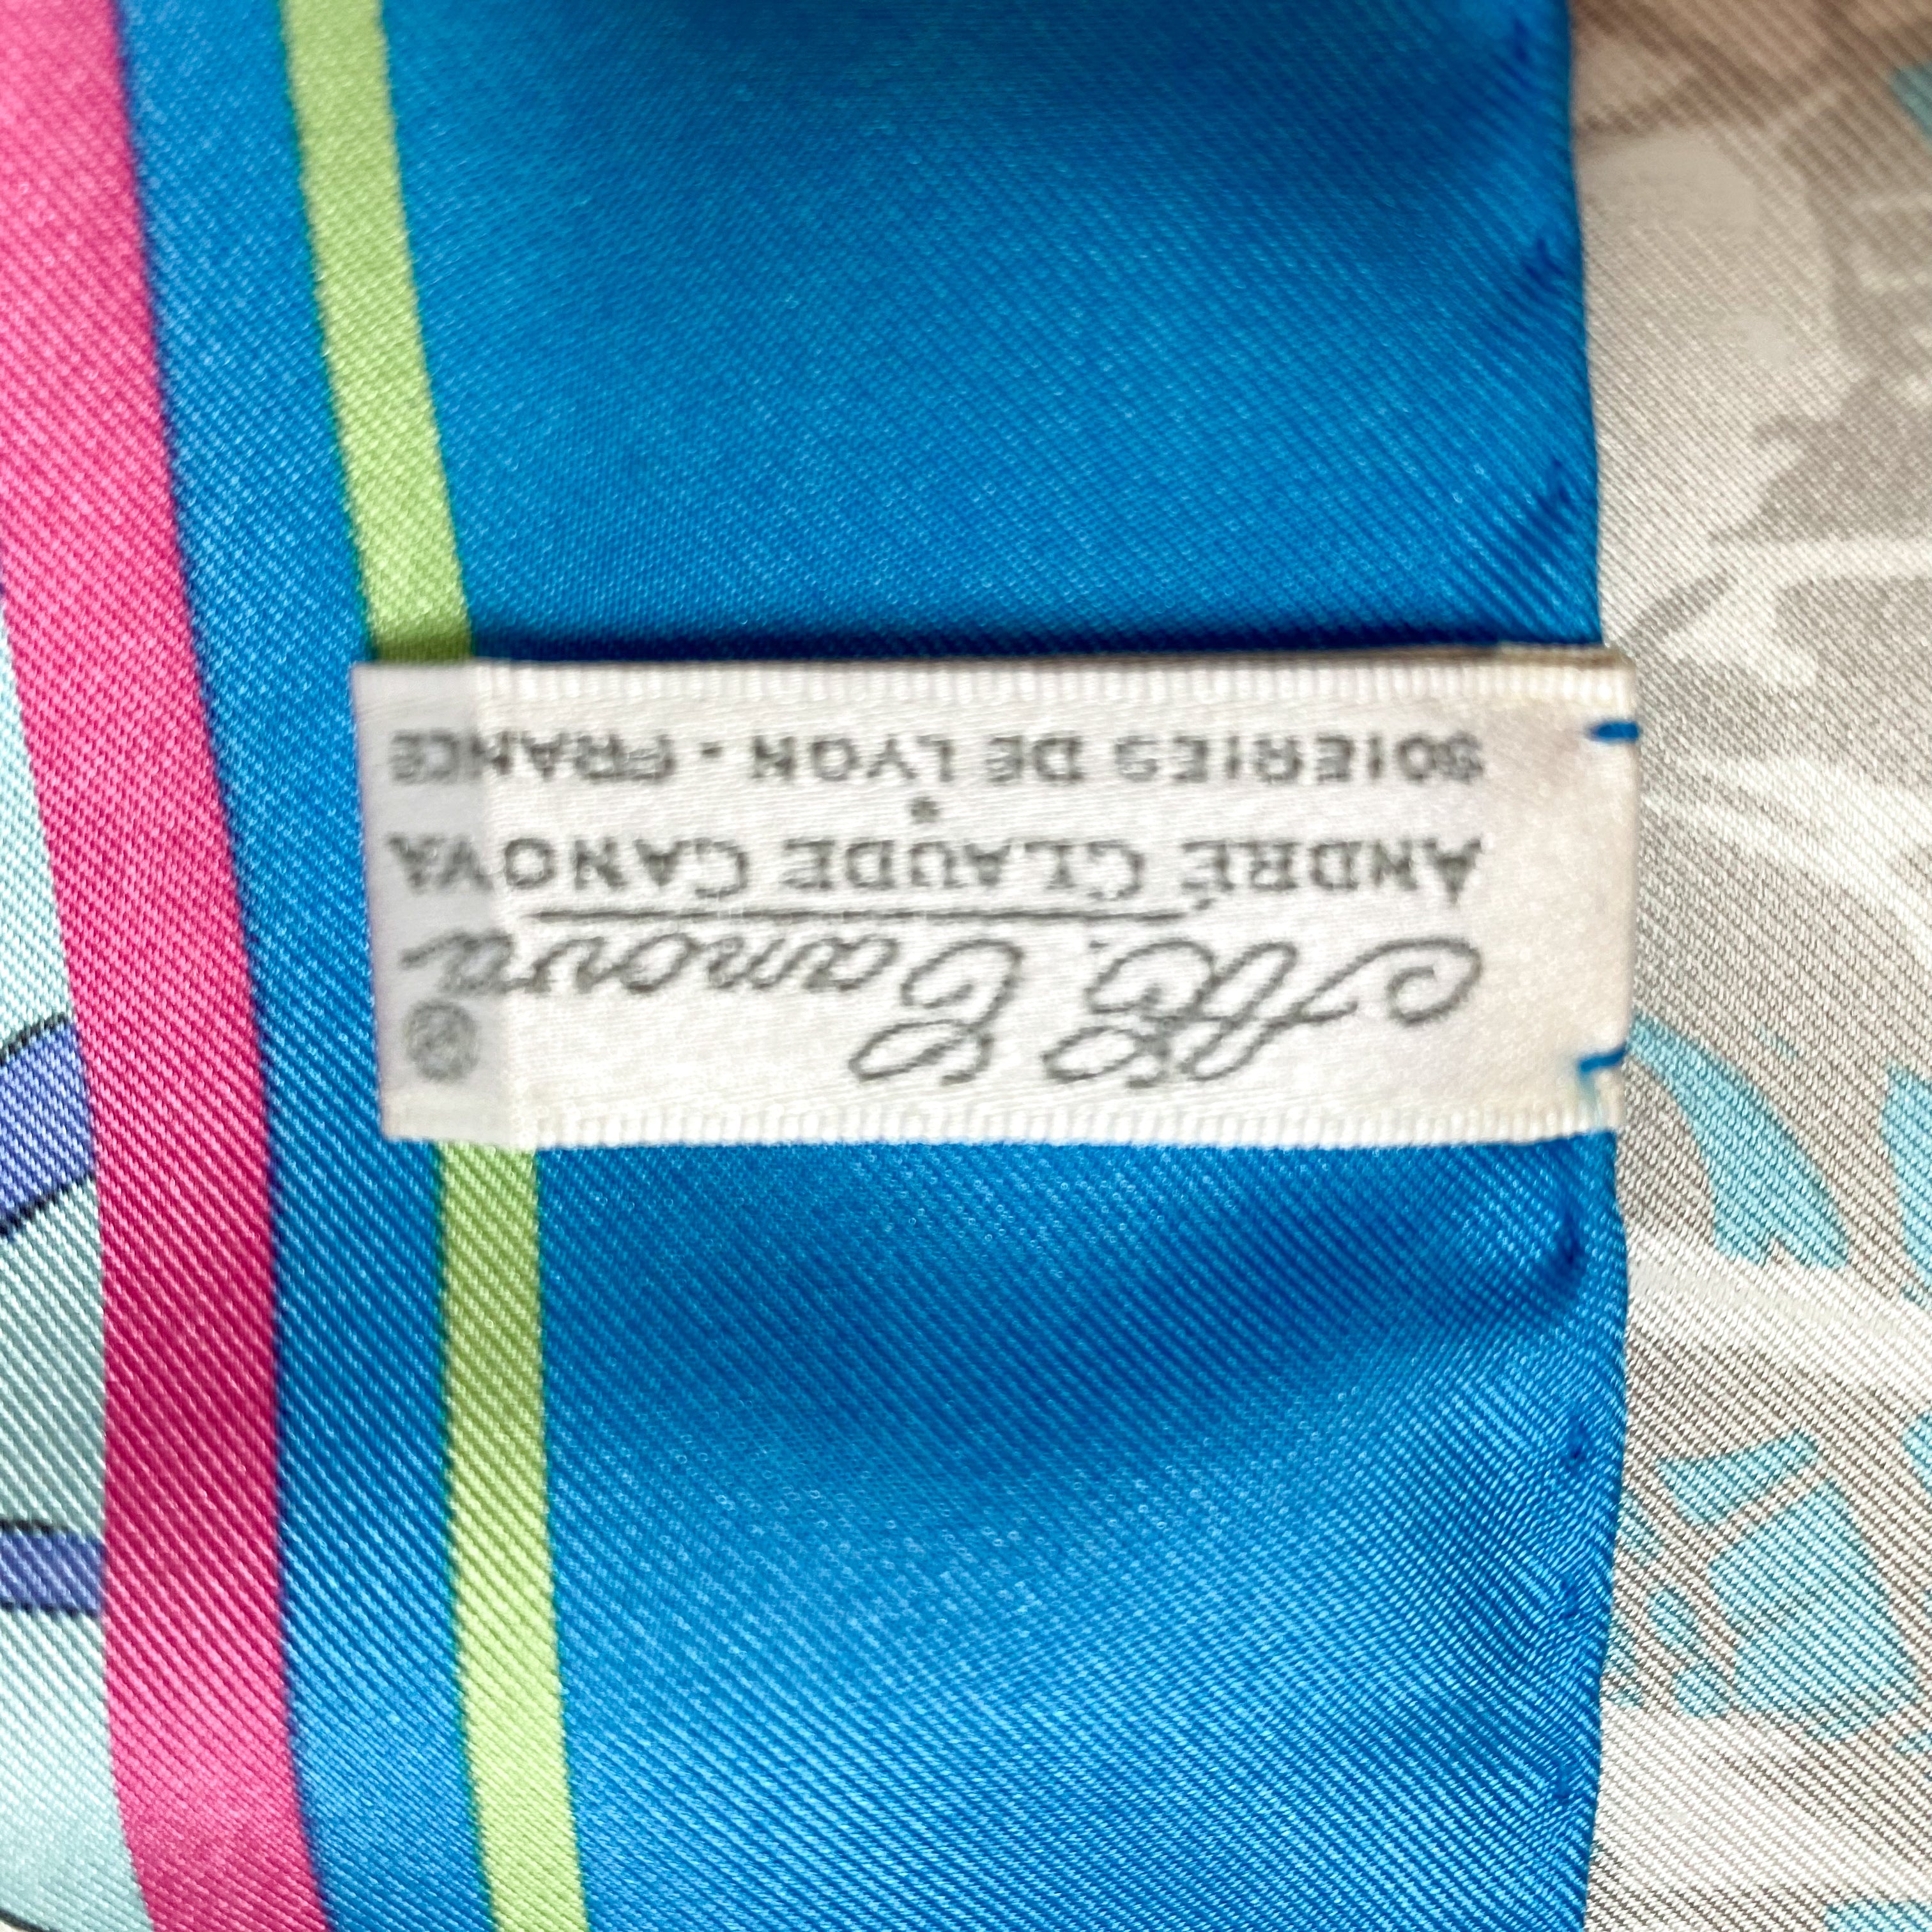 A.C. Canova ®
ANDRÉ CLAUDE CANOVA
*
SOIERIES DE LYON - FRANCE